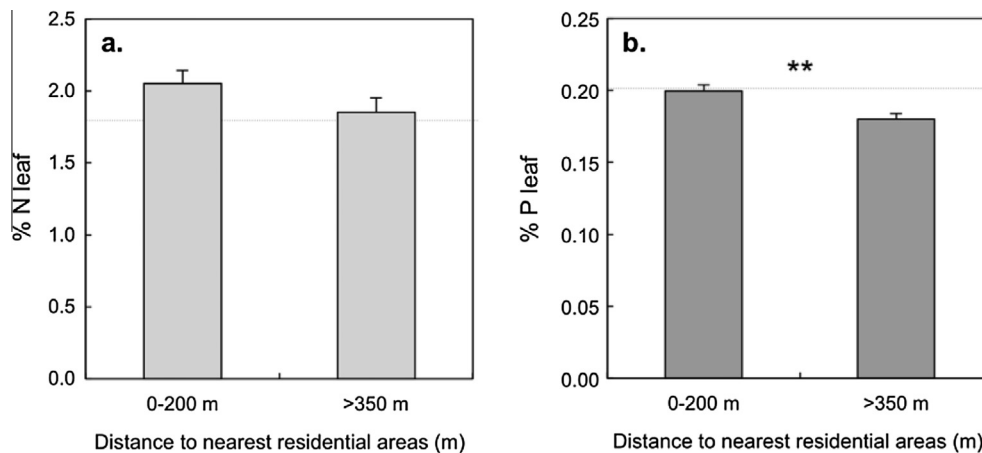 a.
% N leaf
2.5
2.0
1.5
1.0
0.5
0.0
0-200 m >350 m
Distance to nearest residential areas (m)
b.
**
% P leaf
0.25
0.20
0.15
0.10
0.05
0.00
0-200 m >350 m
Distance to nearest residential areas (m)